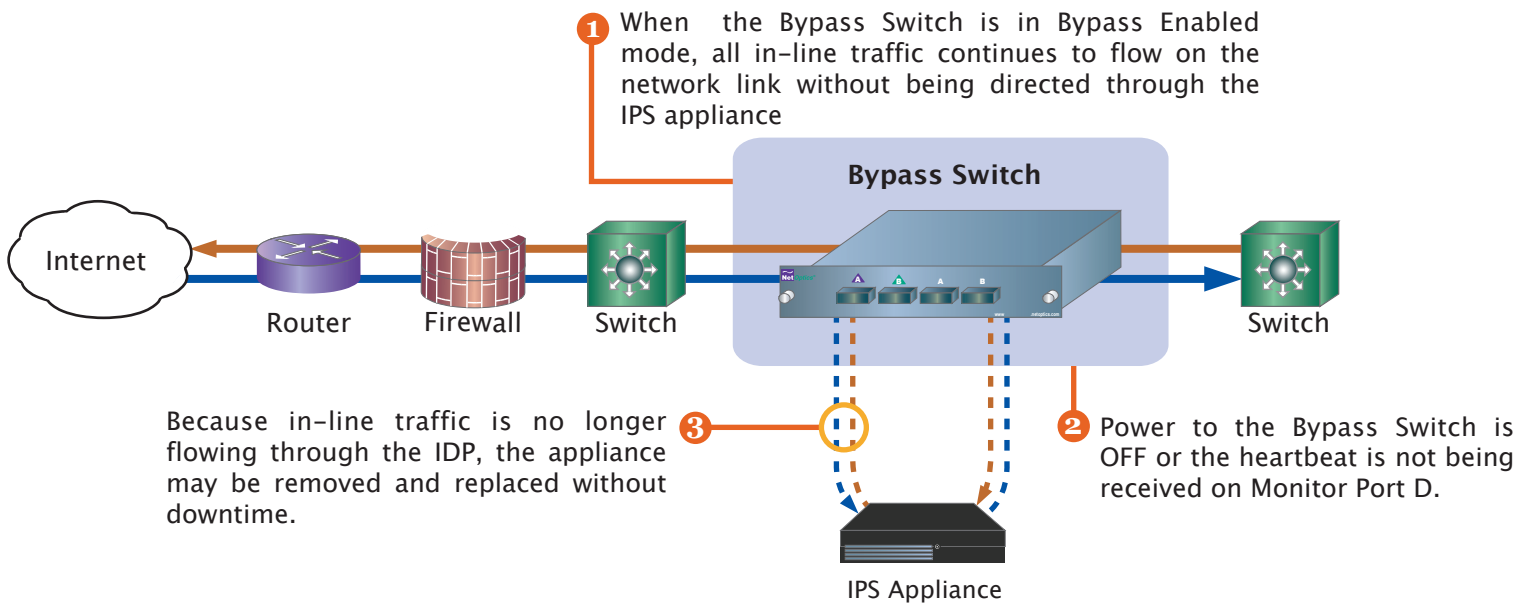 1 When the Bypass Switch is in Bypass Enabled
mode, all in-line traffic continues to flow on the
network link without being directed through the
IPS appliance
Bypass Switch
Internet
Router
Firewall
Switch
Net
A
B
A
B
www
netoptics.com
Switch
Because in-line traffic is no longer
flowing through the IDP, the appliance
may be removed and replaced without
downtime.
3
2 Power to the Bypass Switch is
OFF or the heartbeat is not being
received on Monitor Port D.
IPS Appliance